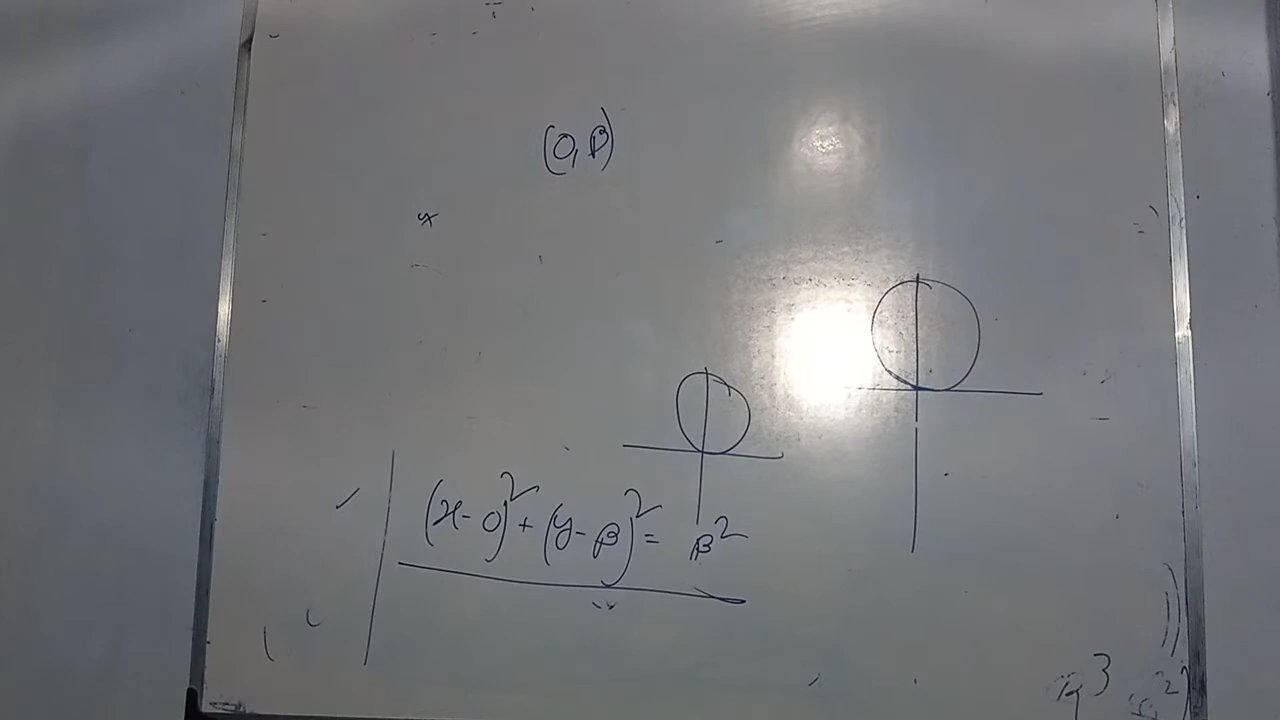 (0, β)
(x-0)² + (y-β)² = β²